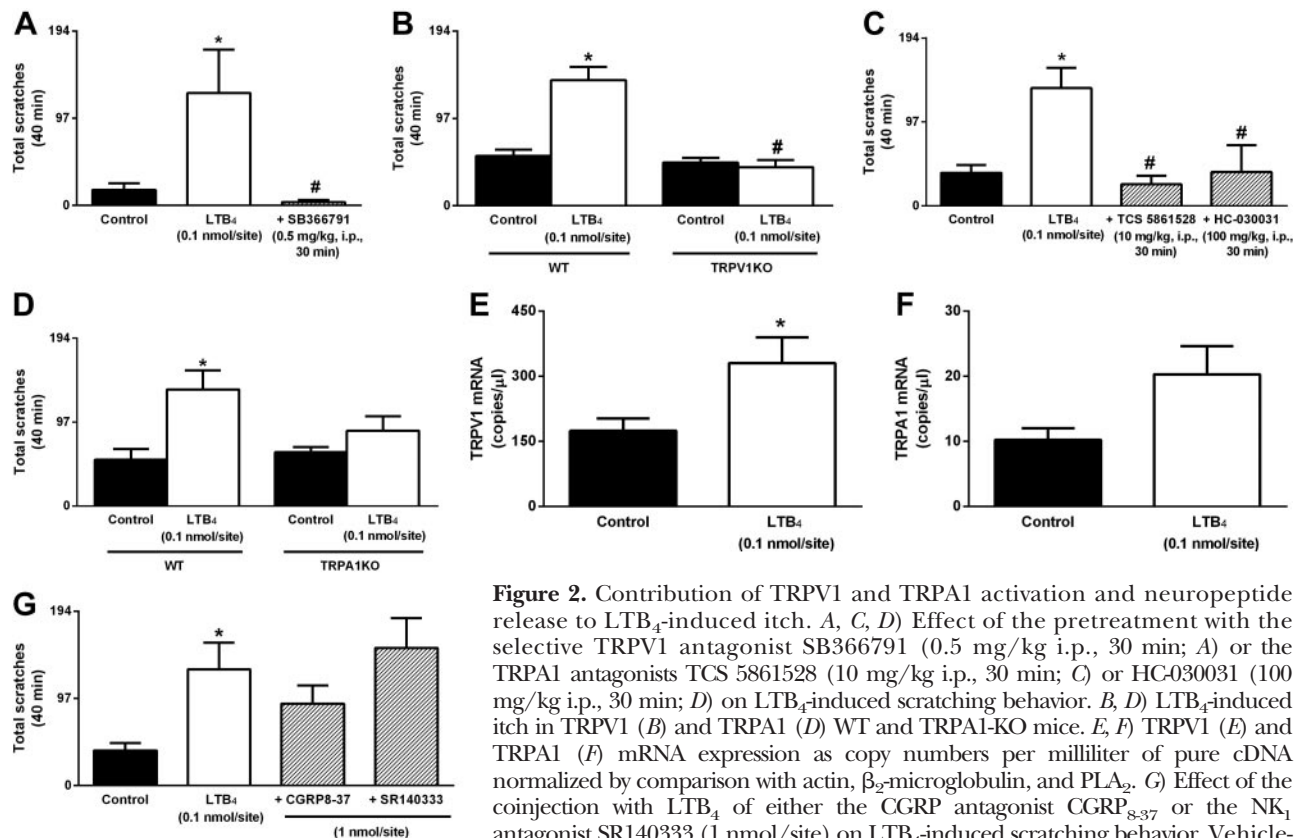 A
194
97
0
Total scratches
(40 min)
*
#
Control
LTB4
(0.1 nmol/site)
+ SB366791
(0.5 mg/kg, i.p.,
30 min)
B
194
97
0
Total scratches
(40 min)
*
#
Control
LTB4
(0.1 nmol/site)
Control
LTB4
(0.1 nmol/site)
WT
TRPV1KO
C
194
97
0
Total scratches
(40 min)
*
#
#
Control
LTB4
(0.1 nmol/site)
+ TCS 5861528
(10 mg/kg, i.p.,
30 min)
+ HC-030031
(100 mg/kg, i.p.,
30 min)
D
194
97
0
Total scratches
(40 min)
*
Control
LTB4
(0.1 nmol/site)
Control
LTB4
(0.1 nmol/site)
WT
TRPA1KO
E
450
300
150
0
TRPV1 mRNA
(copies/µl)
*
Control
LTB4
(0.1 nmol/site)
F
30
20
10
0
TRPA1 mRNA
(copies/µl)
Control
LTB4
(0.1 nmol/site)
G
194
97
0
Total scratches
(40 min)
*
Control
LTB4
(0.1 nmol/site)
+ CGRP8-37
+ SR140333
(1 nmol/site)
Figure 2. Contribution of TRPV1 and TRPA1 activation and neuropeptide
release to LTB4-induced itch. A, C, D) Effect of the pretreatment with the
selective TRPV1 antagonist SB366791 (0.5 mg/kg i.p., 30 min; A) or the
TRPA1 antagonists TCS 5861528 (10 mg/kg i.p., 30 min; C) or HC-030031 (100
mg/kg i.p., 30 min; D) on LTB4-induced scratching behavior. B, D) LTB4-induced
itch in TRPV1 (B) and TRPA1 (D) WT and TRPA1-KO mice. E, F) TRPV1 (E) and
TRPA1 (F) mRNA expression as copy numbers per milliliter of pure cDNA
normalized by comparison with actin, β2-microglobulin, and PLA2. G) Effect of the
coinjection with LTB4 of either the CGRP antagonist CGRP8-37 or the NK1
antagonist SR140333 (1 nmol/site) on LTB4-induced scratching behavior. Vehicle-